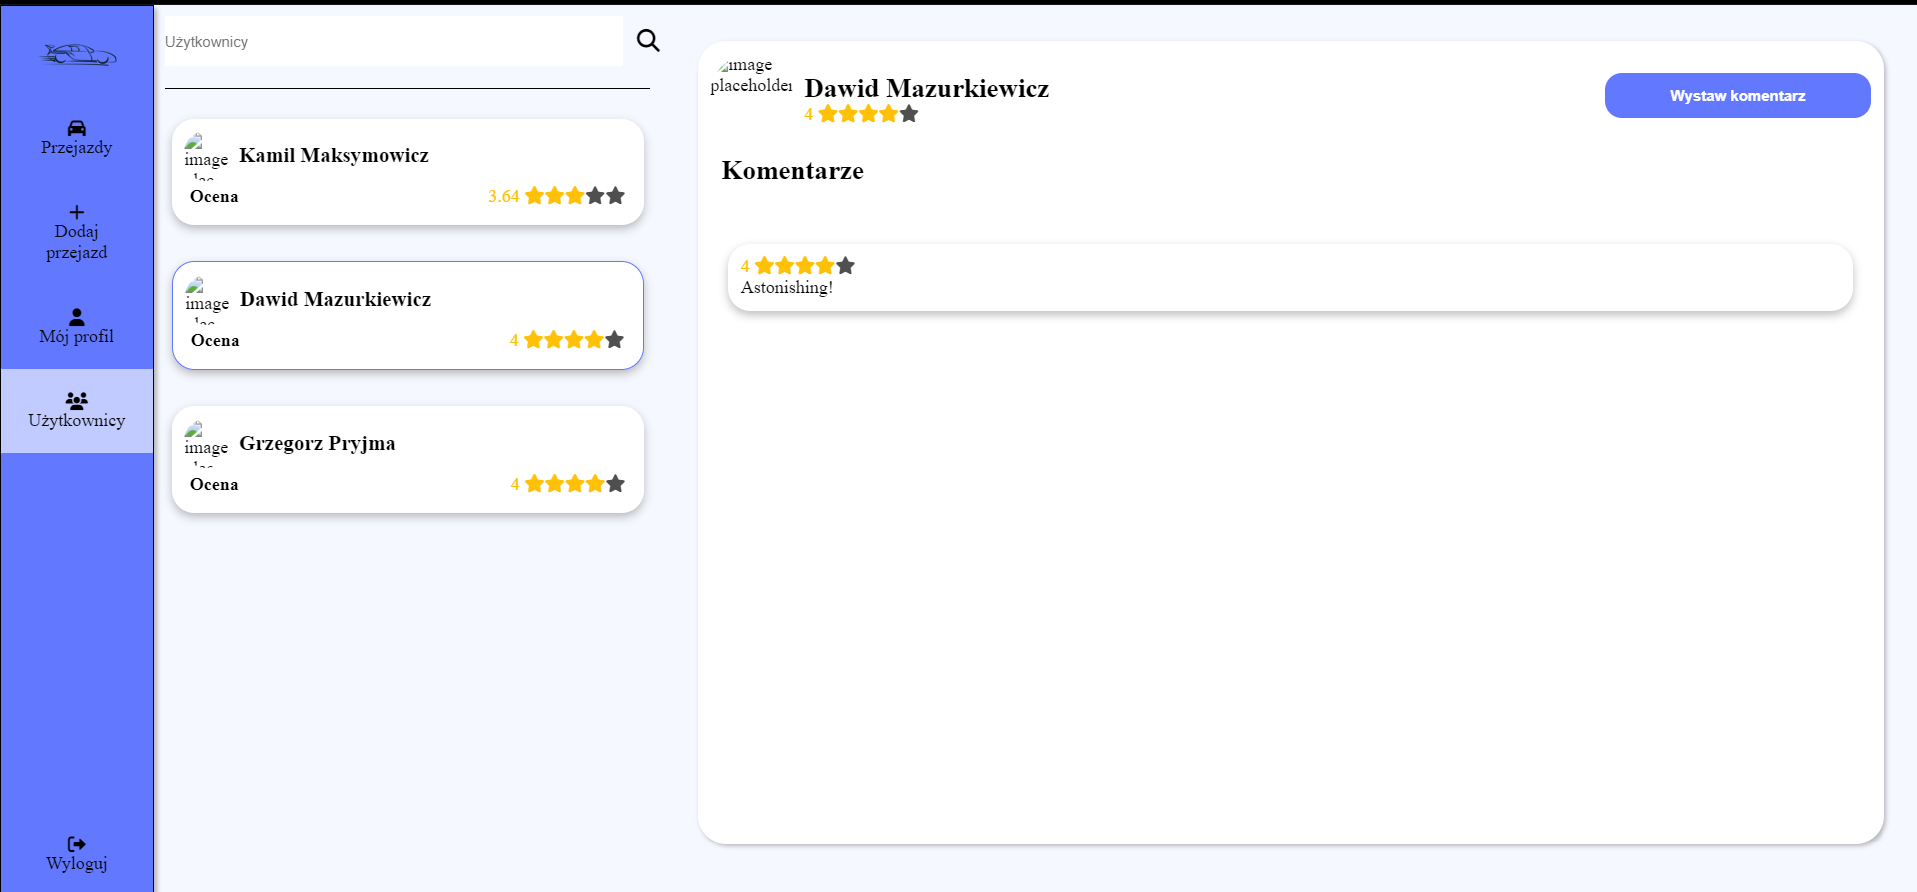 Przejazdy
Dodaj
przejazd
Mój profil
Użytkownicy
Wyloguj
Użytkownicy
image
Kamil Maksymowicz
Ocena
3.64
image
Dawid Mazurkiewicz
Ocena
4
image
Grzegorz Pryjma
Ocena
4
image
placeholder
Dawid Mazurkiewicz
4
Wystaw komentarz
Komentarze
4
Astonishing!